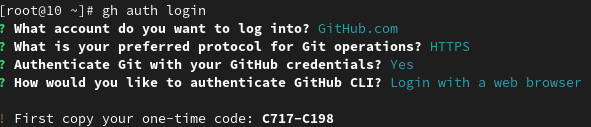 [root@10 ~]# gh auth login
? What account do you want to log into? GitHub.com
? What is your preferred protocol for Git operations? HTTPS
? Authenticate Git with your GitHub credentials? Yes
? How would you like to authenticate GitHub CLI? Login with a web browser
! First copy your one-time code: C717-C198